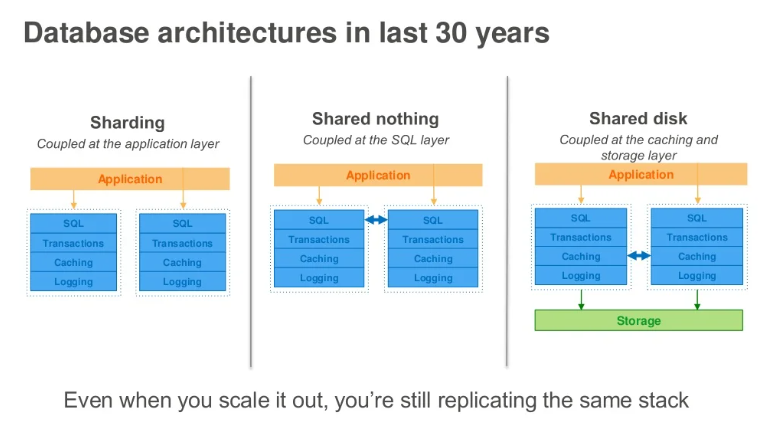 Database architectures in last 30 years
Sharding
Coupled at the application layer
Application
SQL
Transactions
Caching
Logging
SQL
Transactions
Caching
Logging
Shared nothing
Coupled at the SQL layer
Application
SQL
Transactions
Caching
Logging
SQL
Transactions
Caching
Logging
Shared disk
Coupled at the caching and
storage layer
Application
SQL
Transactions
Caching
Logging
SQL
Transactions
Caching
Logging
Storage
Even when you scale it out, you’re still replicating the same stack